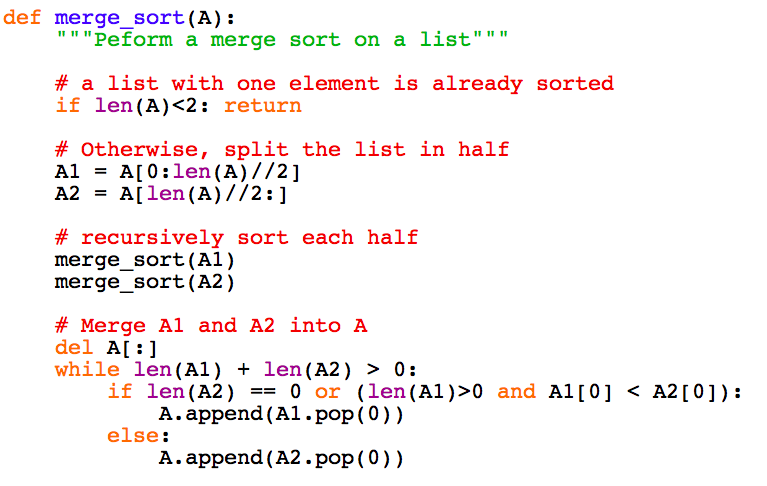 def merge_sort(A):
    """Peform a merge sort on a list"""

    # a list with one element is already sorted
    if len(A)<2: return

    # Otherwise, split the list in half
    A1 = A[0:len(A)//2]
    A2 = A[len(A)//2:]

    # recursively sort each half
    merge_sort(A1)
    merge_sort(A2)

    # Merge A1 and A2 into A
    del A[:]
    while len(A1) + len(A2) > 0:
        if len(A2) == 0 or (len(A1)>0 and A1[0] < A2[0]):
            A.append(A1.pop(0))
        else:
            A.append(A2.pop(0))